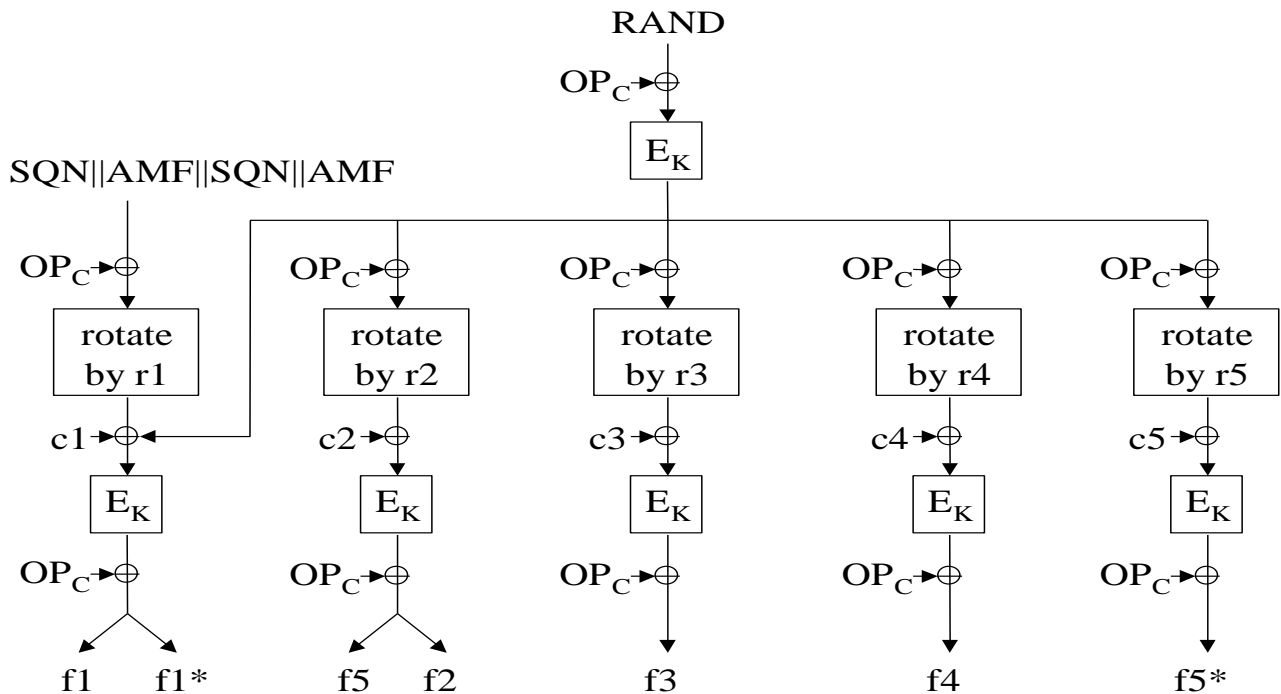 RAND
OPC
EK
SQN||AMF||SQN||AMF
OPC OPC OPC OPC OPC
rotate by r1
rotate by r2
rotate by r3
rotate by r4
rotate by r5
c1 c2 c3 c4 c5
EK EK EK EK EK
OPC OPC OPC OPC OPC
f1 f1* f5 f2 f3 f4 f5*